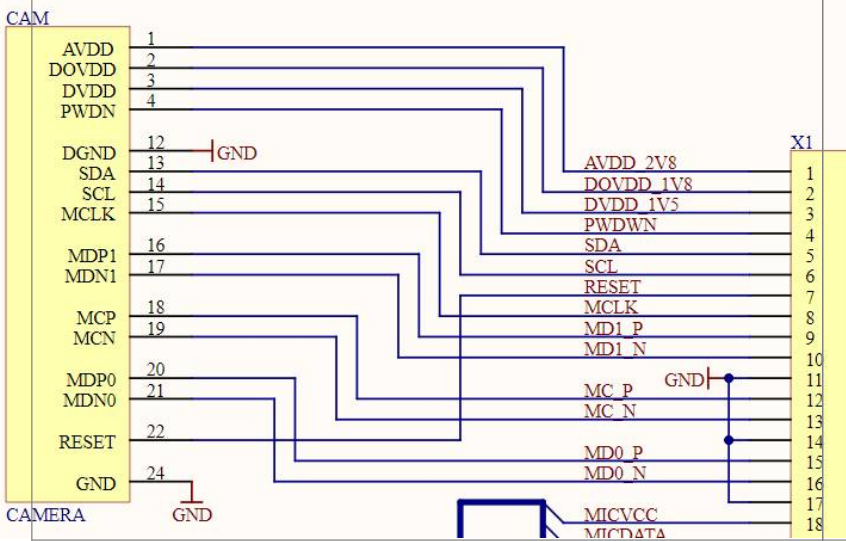 CAM
AVDD 1
DOVDD 2
DVDD 3
PWDN 4
DGND 12 GND
SDA 13
SCL 14
MCLK 15
MDP1 16
MDN1 17
MCP 18
MCN 19
MDP0 20
MDN0 21
RESET 22
GND 24
CAMERA
GND
X1
AVDD_2V8 1
DOVDD_1V8 2
DVDD_1V5 3
PWDWN 4
SDA 5
SCL 6
RESET 7
MCLK 8
MD1_P 9
MD1_N 10
GND 11
MC_P 12
MC_N 13
14
MD0_P 15
MD0_N 16
17
MICVCC 18
MICDATA